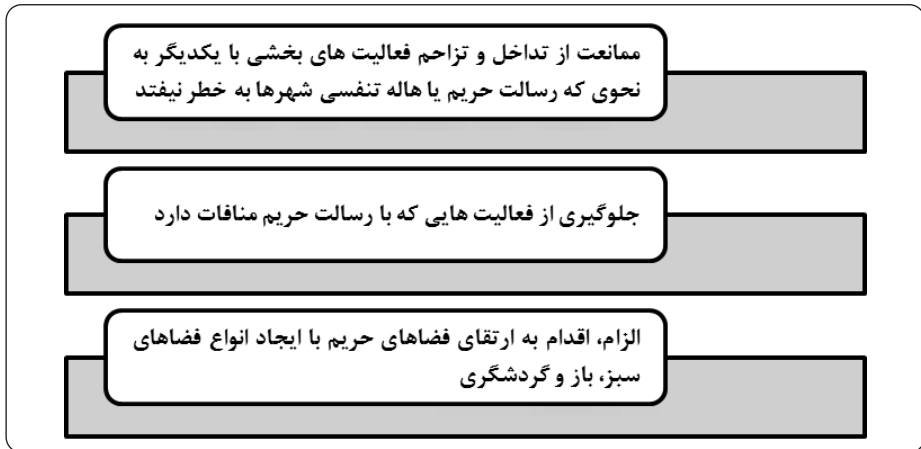 ممانعت از تداخل و تزاحم فعالیت های بخشی با یکدیگر به
نحوی که رسالت حریم یا هاله تنفسی شهرها به خطر نیفتد
جلوگیری از فعالیت هایی که با رسالت حریم منافات دارد
الزام، اقدام به ارتقای فضاهای حریم با ایجاد انواع فضاهای
سبز، باز و گردشگری